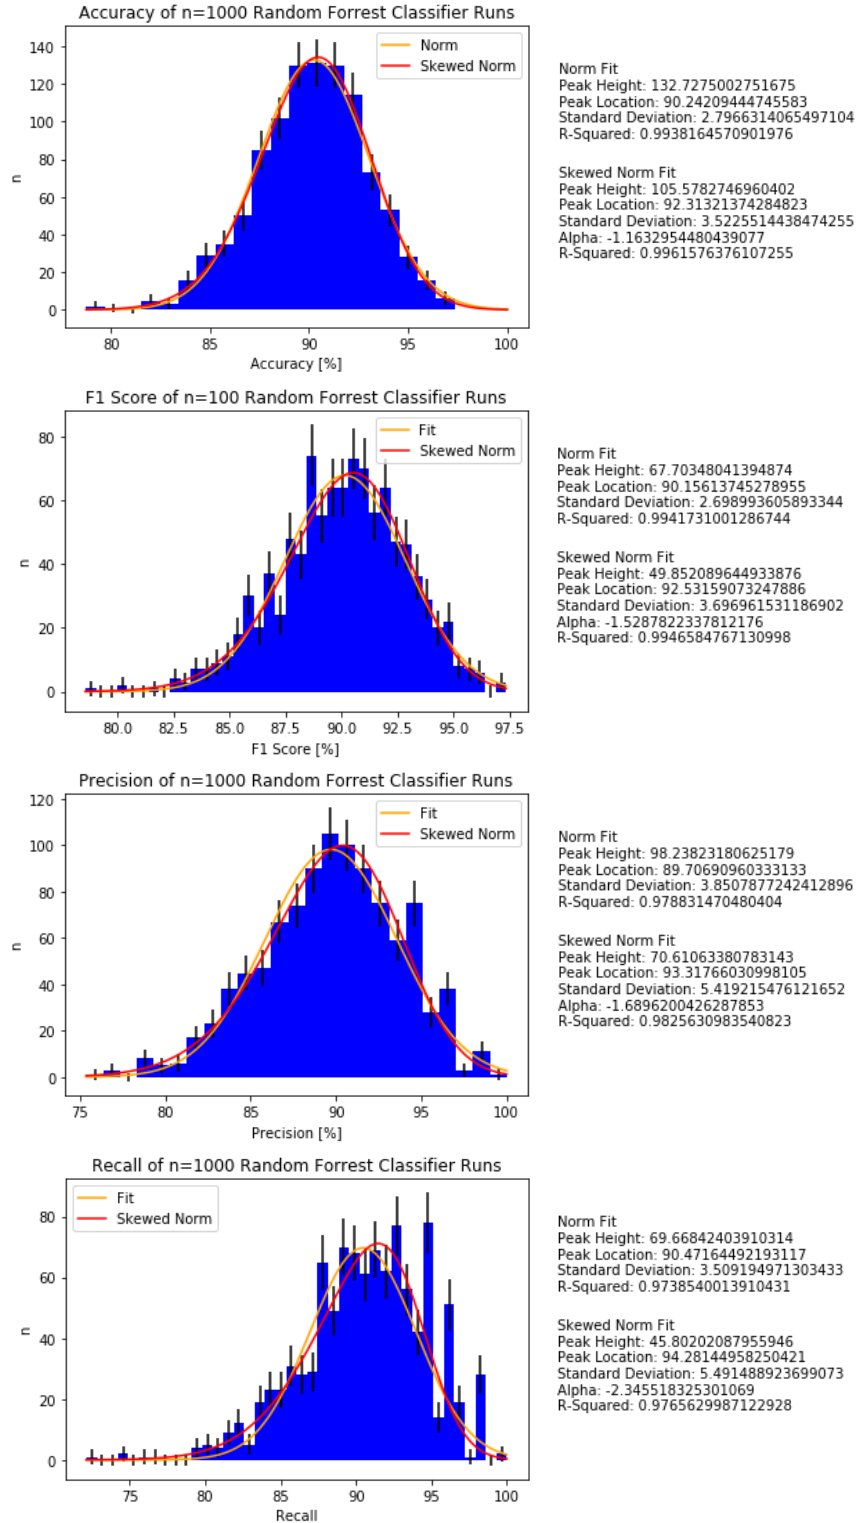 Accuracy of n=1000 Random Forrest Classifier Runs
140
120
100
80
60
40
20
0
n
Norm
Skewed Norm
80
85
90
95
100
Accuracy [%]
Norm Fit
Peak Height: 132.7275002751675
Peak Location: 90.24209444745583
Standard Deviation: 2.7966314065497104
R-Squared: 0.9938164570901976
Skewed Norm Fit
Peak Height: 105.5782746960402
Peak Location: 92.31321374284823
Standard Deviation: 3.5225514438474255
Alpha: -1.1632954480439077
R-Squared: 0.9961576376107255
F1 Score of n=100 Random Forrest Classifier Runs
80
60
40
20
0
n
Fit
Skewed Norm
80.0
82.5
85.0
87.5
90.0
92.5
95.0
97.5
F1 Score [%]
Norm Fit
Peak Height: 67.70348041394874
Peak Location: 90.15613745278955
Standard Deviation: 2.698993605893344
R-Squared: 0.9941731001286744
Skewed Norm Fit
Peak Height: 49.852089644933876
Peak Location: 92.53159073247886
Standard Deviation: 3.696961531186902
Alpha: -1.5287822337812176
R-Squared: 0.9946584767130998
Precision of n=1000 Random Forrest Classifier Runs
120
100
80
60
40
20
0
n
Fit
Skewed Norm
75
80
85
90
95
100
Precision [%]
Norm Fit
Peak Height: 98.23823180625179
Peak Location: 89.70690960333133
Standard Deviation: 3.8507877242412896
R-Squared: 0.978831470480404
Skewed Norm Fit
Peak Height: 70.61063380783143
Peak Location: 93.31766030998105
Standard Deviation: 5.419215476121652
Alpha: -1.6896200426287853
R-Squared: 0.9825630983540823
Recall of n=1000 Random Forrest Classifier Runs
80
60
40
20
0
n
Fit
Skewed Norm
75
80
85
90
95
100
Recall
Norm Fit
Peak Height: 69.66842403910314
Peak Location: 90.47164492193117
Standard Deviation: 3.509194971303433
R-Squared: 0.9738540013910431
Skewed Norm Fit
Peak Height: 45.80202087955946
Peak Location: 94.28144958250421
Standard Deviation: 5.491488923699073
Alpha: -2.345518325301069
R-Squared: 0.9765629987122928